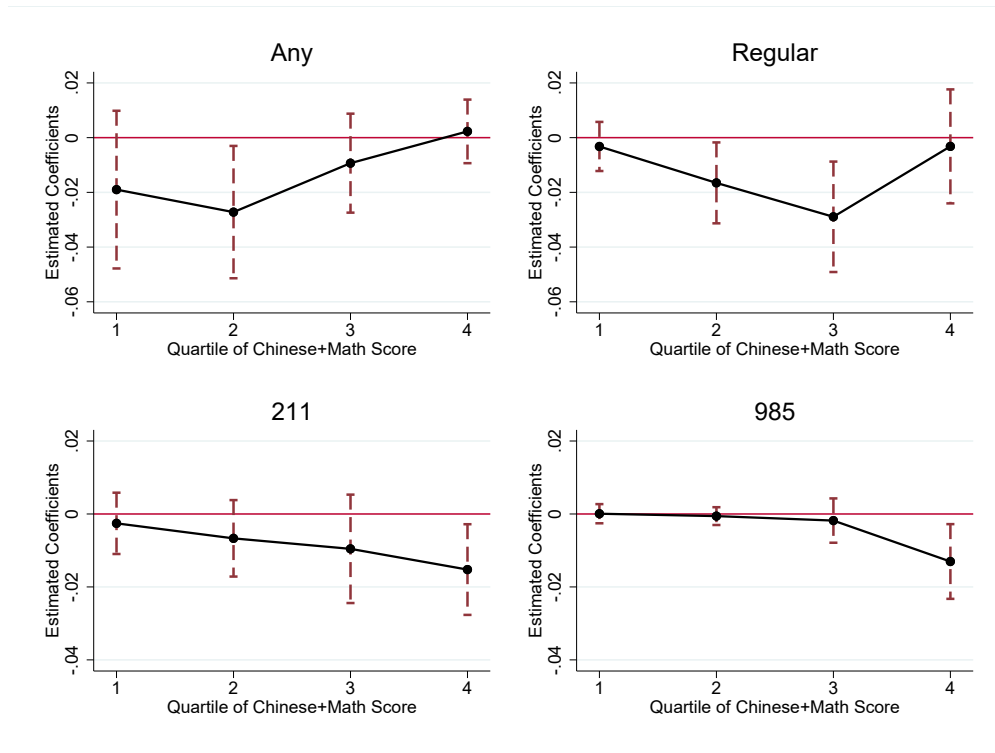 Any
Estimated Coefficients
.02
0
-.02
-.04
-.06
1 2 3 4
Quartile of Chinese+Math Score
Regular
Estimated Coefficients
.02
0
-.02
-.04
-.06
1 2 3 4
Quartile of Chinese+Math Score
211
Estimated Coefficients
.02
0
-.02
-.04
1 2 3 4
Quartile of Chinese+Math Score
985
Estimated Coefficients
.02
0
-.02
-.04
1 2 3 4
Quartile of Chinese+Math Score